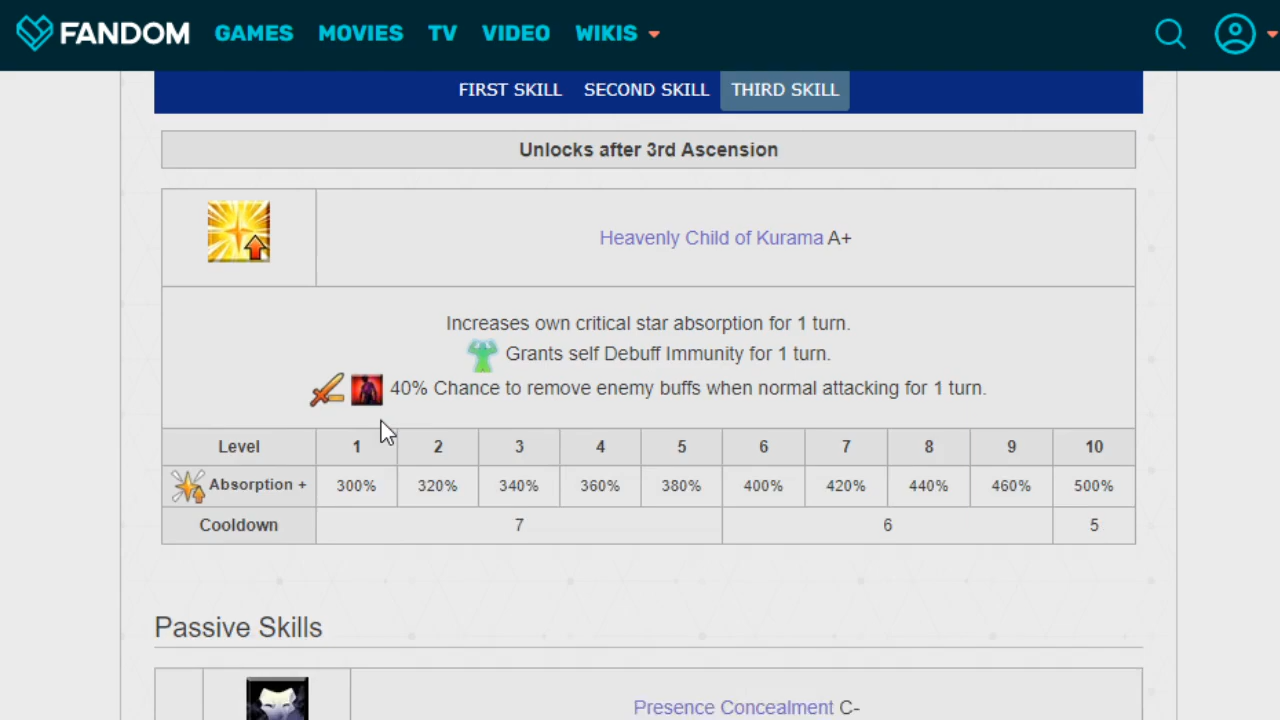 FANDOM GAMES MOVIES TV VIDEO WIKIS
FIRST SKILL SECOND SKILL THIRD SKILL
Unlocks after 3rd Ascension
Heavenly Child of Kurama A+
Increases own critical star absorption for 1 turn.
Grants self Debuff Immunity for 1 turn.
40% Chance to remove enemy buffs when normal attacking for 1 turn.
Level 1 2 3 4 5 6 7 8 9 10
Absorption + 300% 320% 340% 360% 380% 400% 420% 440% 460% 500%
Cooldown 7 6 5
Passive Skills
Presence Concealment C-